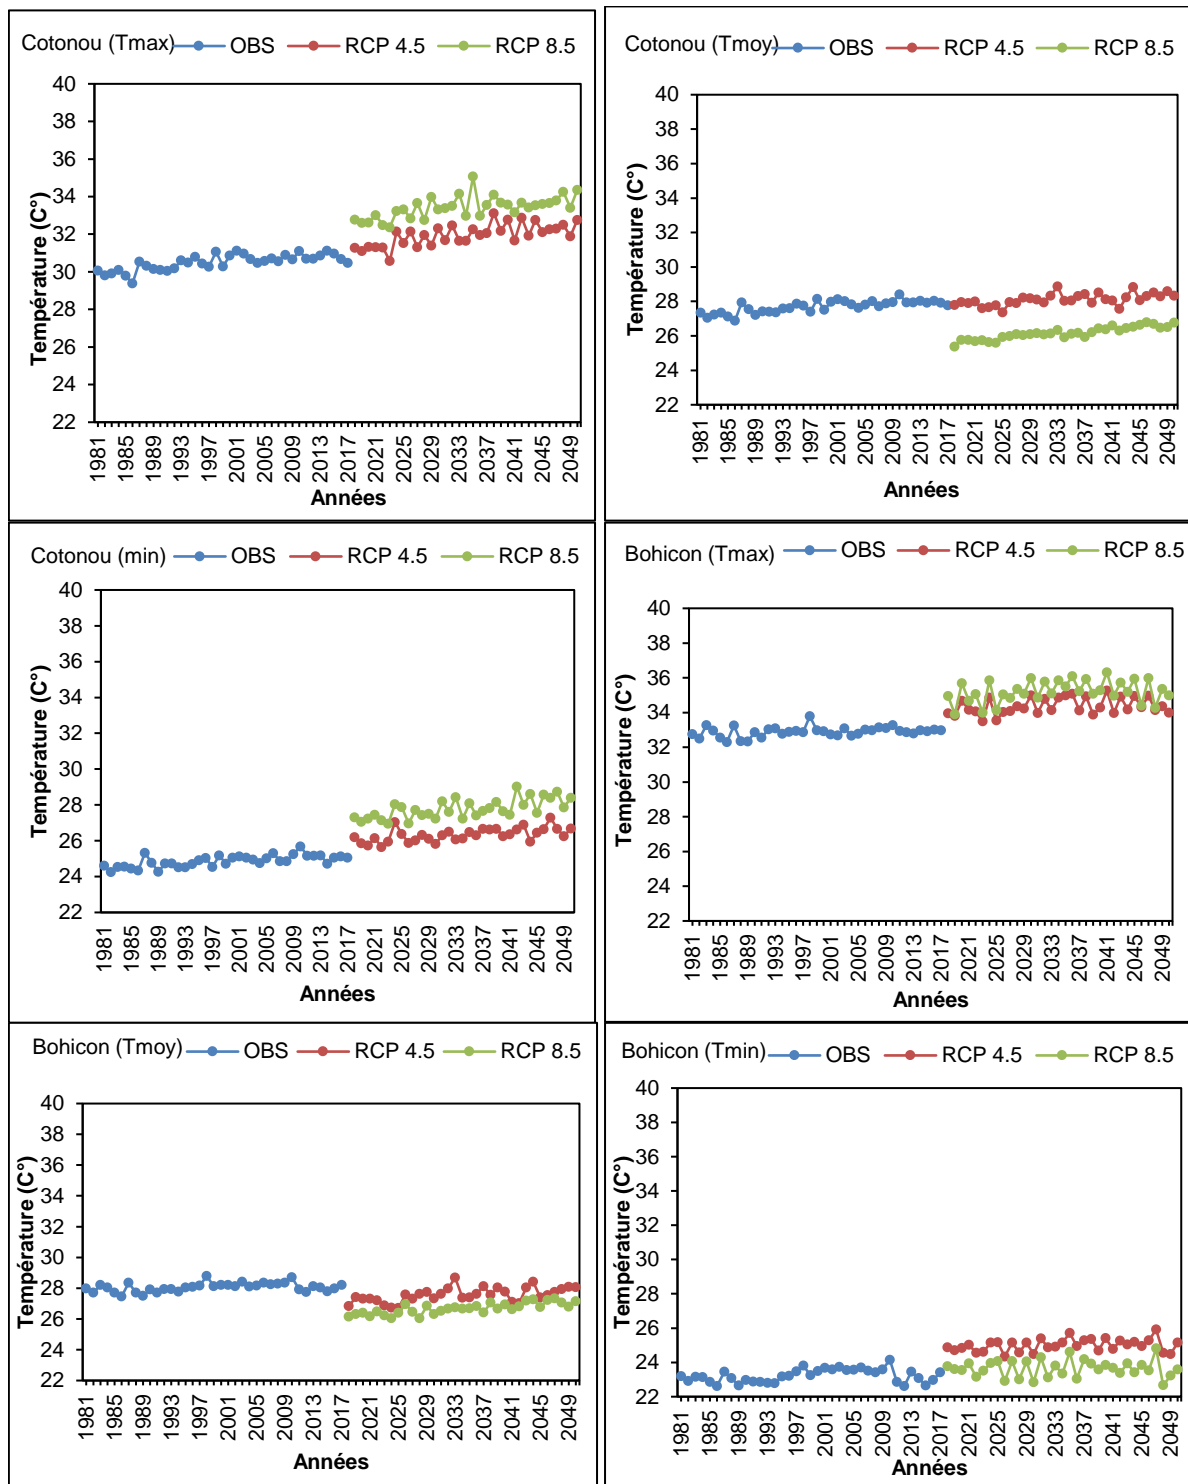 Cotonou (Tmax) OBS RCP 4.5 RCP 8.5
Température (C°)
40
38
36
34
32
30
28
26
24
22
1981 1985 1989 1993 1997 2001 2005 2009 2013 2017 2021 2025 2029 2033 2037 2041 2045 2049
Années
Cotonou (Tmoy) OBS RCP 4.5 RCP 8.5
Température (C°)
40
38
36
34
32
30
28
26
24
22
1981 1985 1989 1993 1997 2001 2005 2009 2013 2017 2021 2025 2029 2033 2037 2041 2045 2049
Années
Cotonou (min) OBS RCP 4.5 RCP 8.5
Température (C°)
40
38
36
34
32
30
28
26
24
22
1981 1985 1989 1993 1997 2001 2005 2009 2013 2017 2021 2025 2029 2033 2037 2041 2045 2049
Années
Bohicon (Tmax) OBS RCP 4.5 RCP 8.5
Température (C°)
40
38
36
34
32
30
28
26
24
22
1981 1985 1989 1993 1997 2001 2005 2009 2013 2017 2021 2025 2029 2033 2037 2041 2045 2049
Années
Bohicon (Tmoy) OBS RCP 4.5 RCP 8.5
Température (C°)
40
38
36
34
32
30
28
26
24
22
1981 1985 1989 1993 1997 2001 2005 2009 2013 2017 2021 2025 2029 2033 2037 2041 2045 2049
Années
Bohicon (Tmin) OBS RCP 4.5 RCP 8.5
Température (C°)
40
38
36
34
32
30
28
26
24
22
1981 1985 1989 1993 1997 2001 2005 2009 2013 2017 2021 2025 2029 2033 2037 2041 2045 2049
Années